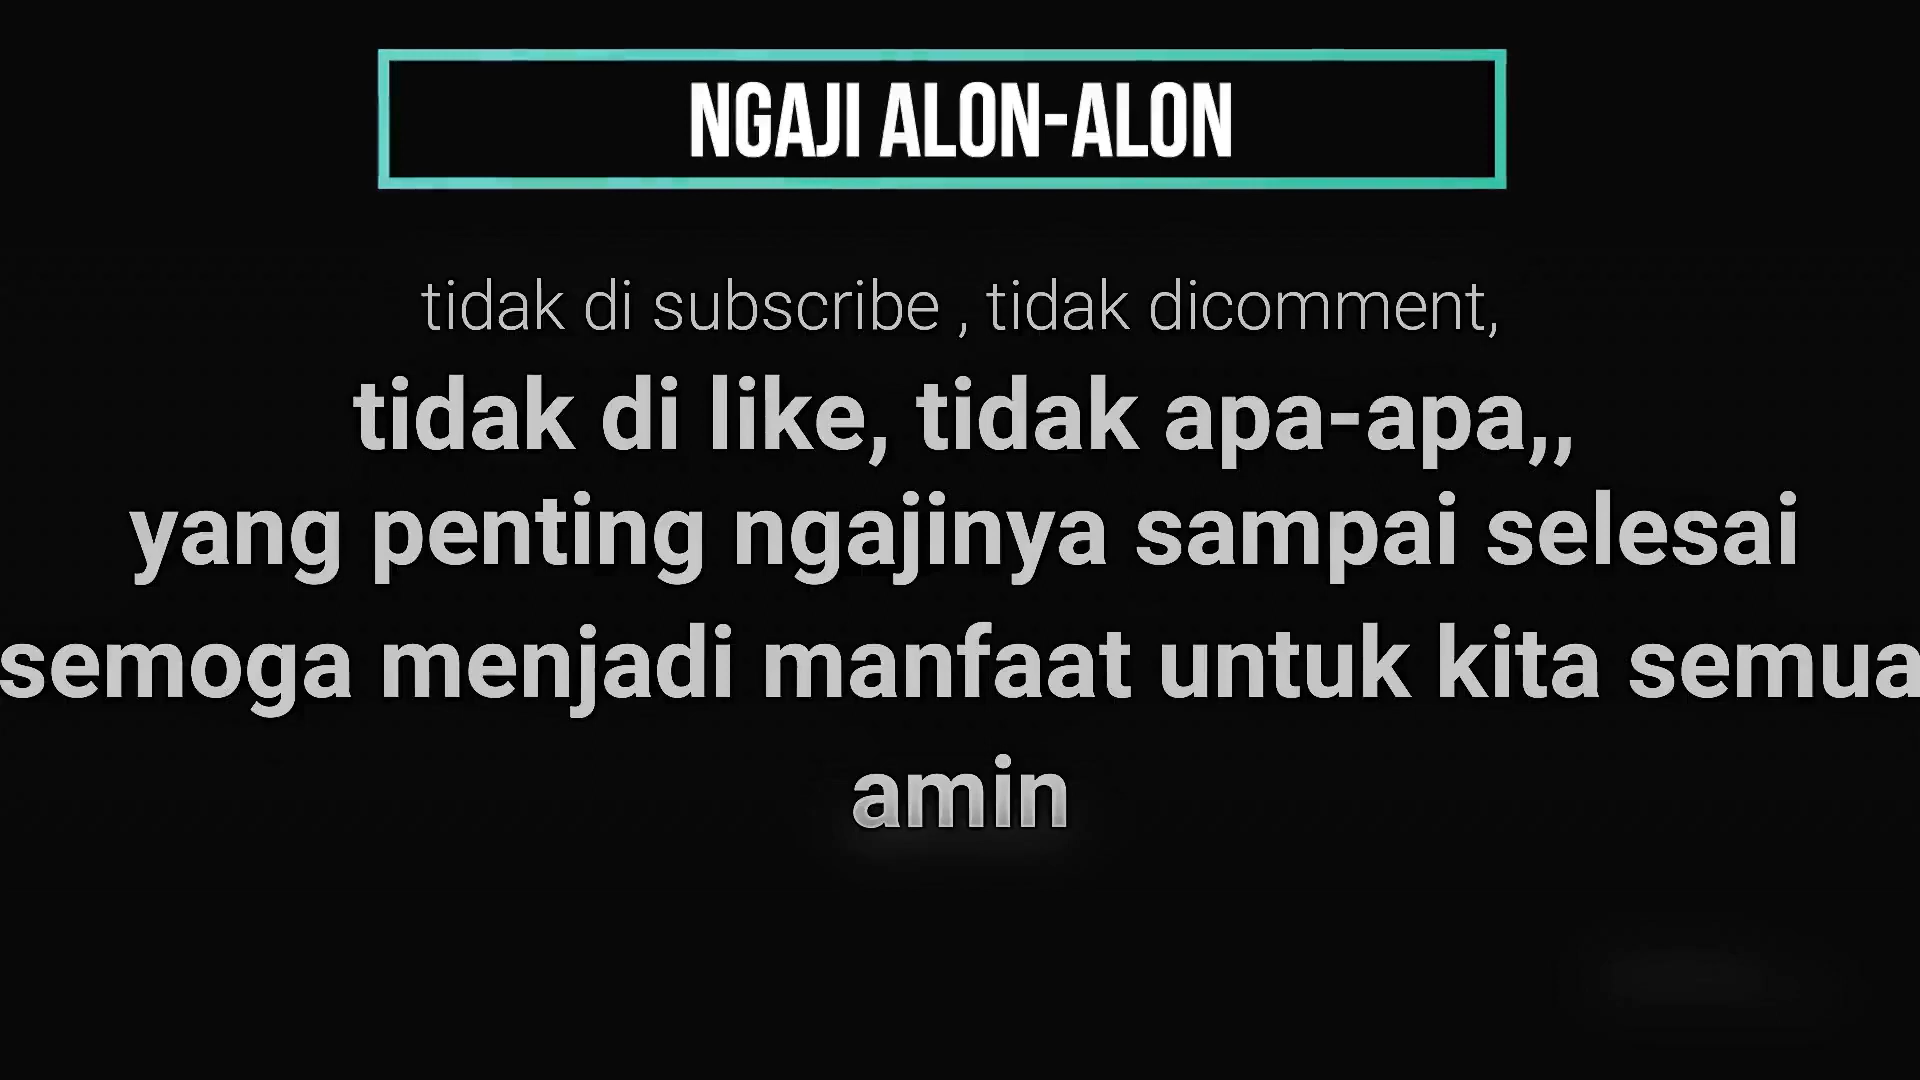 NGAJI ALON-ALON
tidak di subscribe , tidak dicomment,
tidak di like, tidak apa-apa,,
yang penting ngajinya sampai selesai
semoga menjadi manfaat untuk kita semua
amin